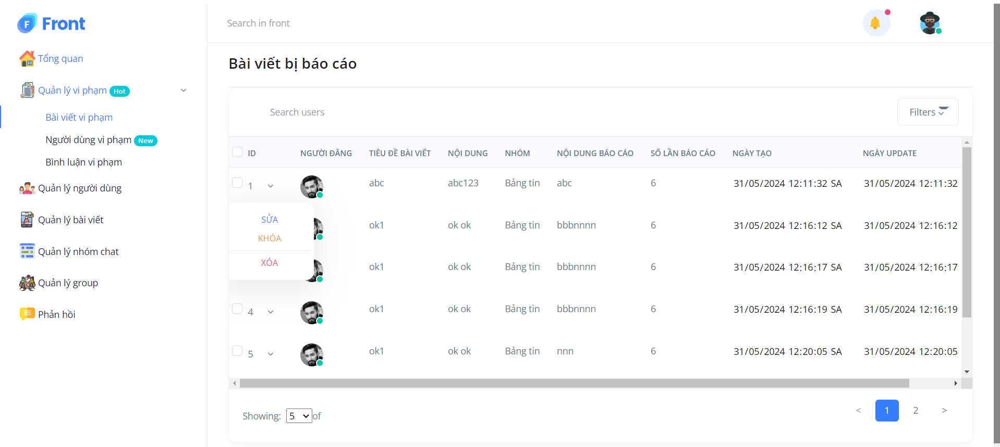 F Front
Search in front
Tổng quan
Quản lý vi phạm Hot
Bài viết vi phạm
Người dùng vi phạm New
Bình luận vi phạm
Quản lý người dùng
Quản lý bài viết
Quản lý nhóm chat
Quản lý group
Phản hồi
Bài viết bị báo cáo
Search users
Filters
ID NGƯỜI ĐĂNG TIÊU ĐỀ BÀI VIẾT NỘI DUNG NHÓM NỘI DUNG BÁO CÁO SỐ LẦN BÁO CÁO NGÀY TẠO NGÀY UPDATE
1 abc abc123 Bảng tin abc 6 31/05/2024 12:11:32 SA 31/05/2024 12:11:32
SỬA
KHÓA
XÓA
ok1 ok ok Bảng tin bbbnnnn 6 31/05/2024 12:16:12 SA 31/05/2024 12:16:12
ok1 ok ok Bảng tin bbbnnnn 6 31/05/2024 12:16:17 SA 31/05/2024 12:16:17
4 ok1 ok ok Bảng tin bbbnnnn 6 31/05/2024 12:16:19 SA 31/05/2024 12:16:19
5 ok1 ok ok Bảng tin nnn 6 31/05/2024 12:20:05 SA 31/05/2024 12:20:05
Showing: 5 of
< 1 2 >